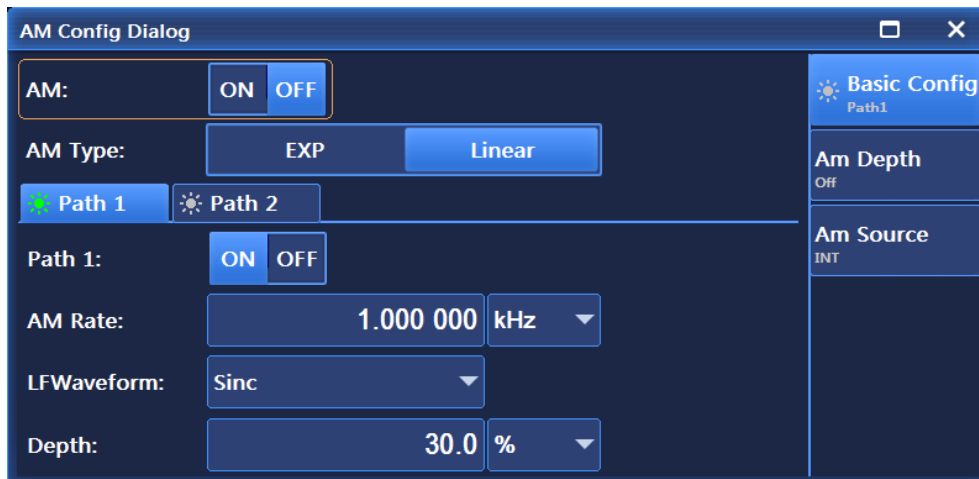 AM Config Dialog
AM: ON OFF
AM Type: EXP Linear
Path 1 Path 2
Path 1: ON OFF
AM Rate: 1.000 000 kHz
LFWaveform: Sinc
Depth: 30.0 %
Basic Config
Path1
Am Depth
Off
Am Source
INT